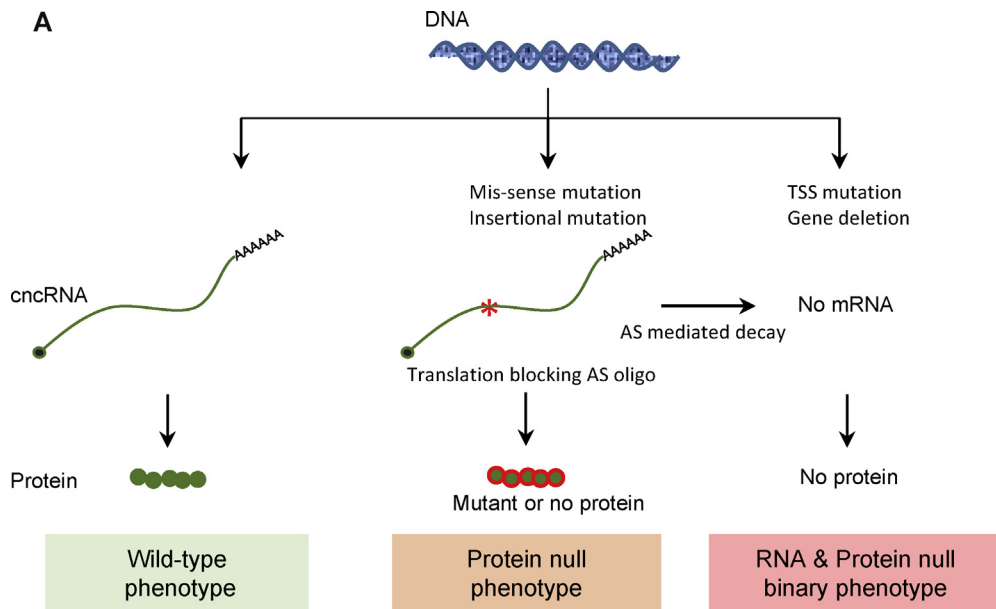 A
DNA
Mis-sense mutation
Insertional mutation
TSS mutation
Gene deletion
AAAAAA
AAAAAA
cncRNA
No mRNA
AS mediated decay
Translation blocking AS oligo
Protein
No protein
Mutant or no protein
Wild-type
phenotype
Protein null
phenotype
RNA & Protein null
binary phenotype